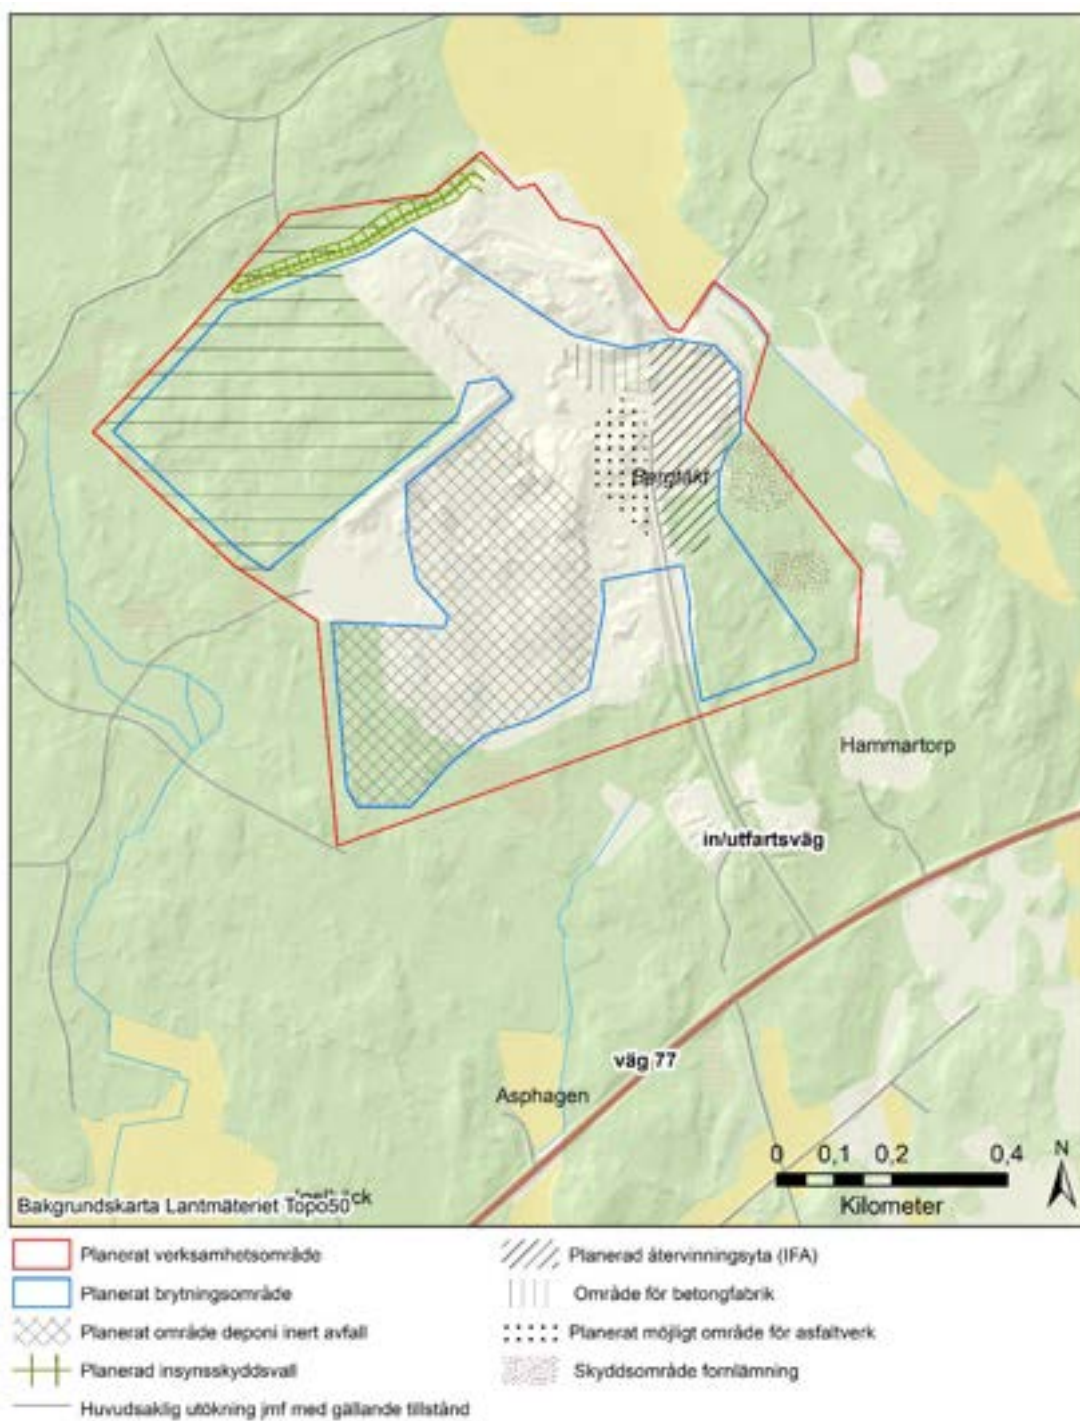 Bergtäkt
Hammartorp
in/utfartsväg
väg 77
Asphagen
0 0,1 0,2 0,4
N
Kilometer
Bakgrundskarta Lantmäteriet Topo50
Planerat verksamhetsområde
Planerat brytningsområde
Planerat område deponi inert avfall
Planerad insynsskyddsvall
Huvudsaklig utökning jmf med gällande tillstånd
Planerad återvinningsyta (IFA)
Område för betongfabrik
Planerat möjligt område för asfaltverk
Skyddsområde fornlämning